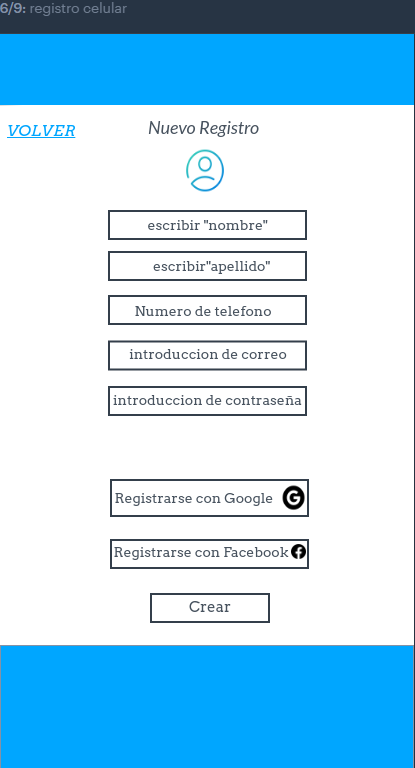 6/9: registro celular
VOLVER
Nuevo Registro
escribir "nombre"
escribir"apellido"
Numero de telefono
introduccion de correo
introduccion de contraseña
Registrarse con Google
Registrarse con Facebook
Crear